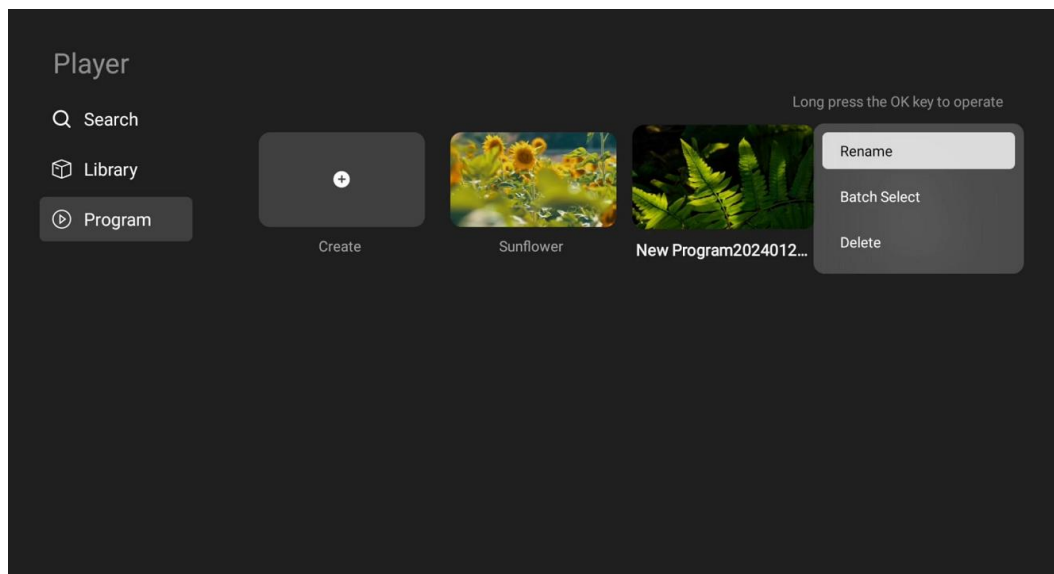 Player
Search
Library
Program
Long press the OK key to operate
Create
Sunflower
New Program2024012...
Rename
Batch Select
Delete